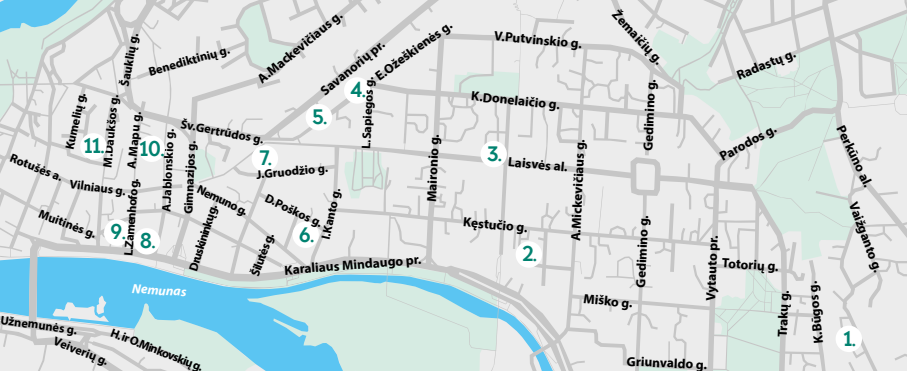 Žemaičių g.
A.Mackevičiaus g.
Savanorių pr.
E.Ožeškienės g.
V.Putvinskio g.
Šauklių g.
Benediktinių g.
Radastų g.
4.
K.Donelaičio g.
Kumelių g.
M.Daukšos g.
A.Mapu g.
5.
L.Sapiegos g.
Gedimino g.
Šv.Gertrūdos g.
Parodos g.
Perkūno al.
11.
10.
A.Jablonskio g.
Gimnazijos g.
7.
J.Gruodžio g.
Maironio g.
3.
Laisvės al.
A.Mickevičiaus g.
Rotušės a.
Vilniaus g.
Nemuno g.
D.Poškos g.
I.Kanto g.
Vaižganto g.
Muitinės g.
L.Zamenhofo g.
Druskininkų g.
Šiltutės g.
Kęstučio g.
Gedimino g.
Vytauto pr.
9.
8.
6.
2.
Karaliaus Mindaugo pr.
Totorių g.
Nemunas
Miško g.
Trakų g.
K.Būgos g.
1.
Užnemunės g.
H.ir O.Minkovskių g.
Veiverių g.
Griunvaldo g.